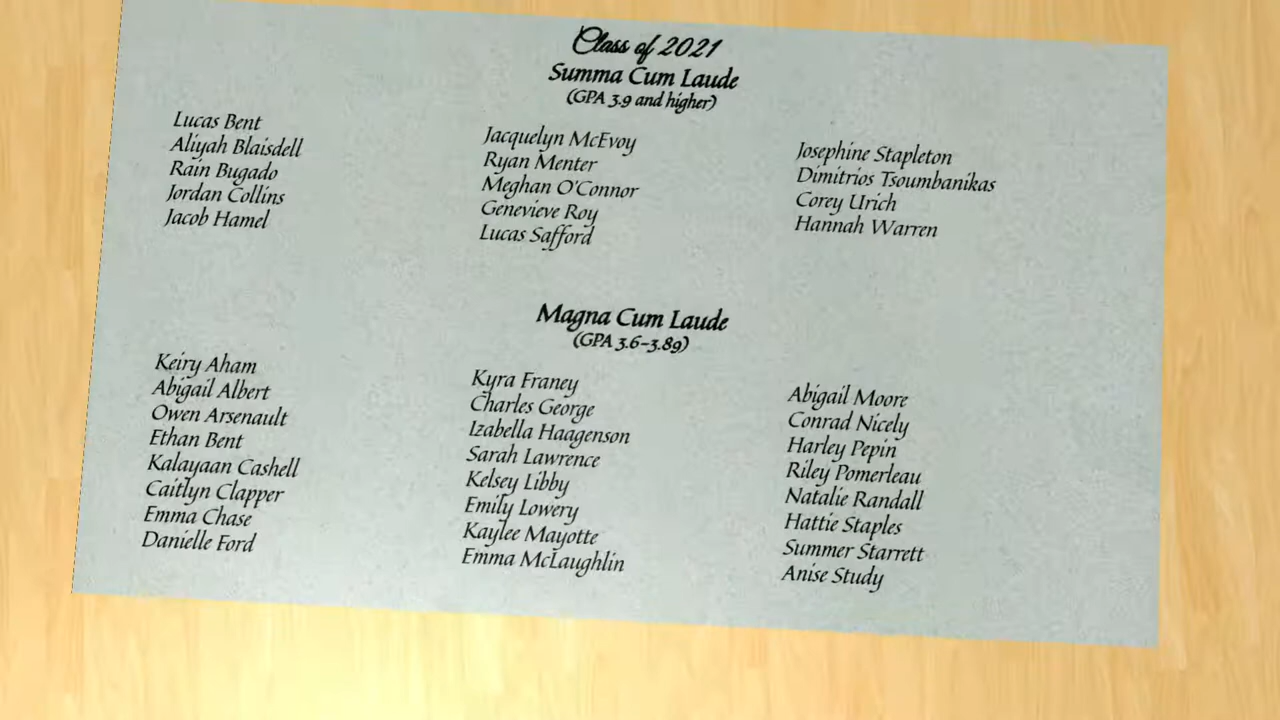 Class of 2021
Summa Cum Laude
(GPA 3.9 and higher)
Lucas Bent
Aliyah Blaisdell
Rain Bugado
Jordan Collins
Jacob Hamel
Jacquelyn McEvoy
Ryan Menter
Meghan O'Connor
Genevieve Roy
Lucas Safford
Josephine Stapleton
Dimitrios Tsoumbanikas
Corey Urich
Hannah Warren
Magna Cum Laude
(GPA 3.6-3.89)
Keiry Aham
Abigail Albert
Owen Arsenault
Ethan Bent
Kalayaan Cashell
Caitlyn Clapper
Emma Chase
Danielle Ford
Kyra Franey
Charles George
Izabella Haagenson
Sarah Lawrence
Kelsey Libby
Emily Lowery
Kaylee Mayotte
Emma McLaughlin
Abigail Moore
Conrad Nicely
Harley Pepin
Riley Pomerleau
Natalie Randall
Hattie Staples
Summer Starrett
Anise Study